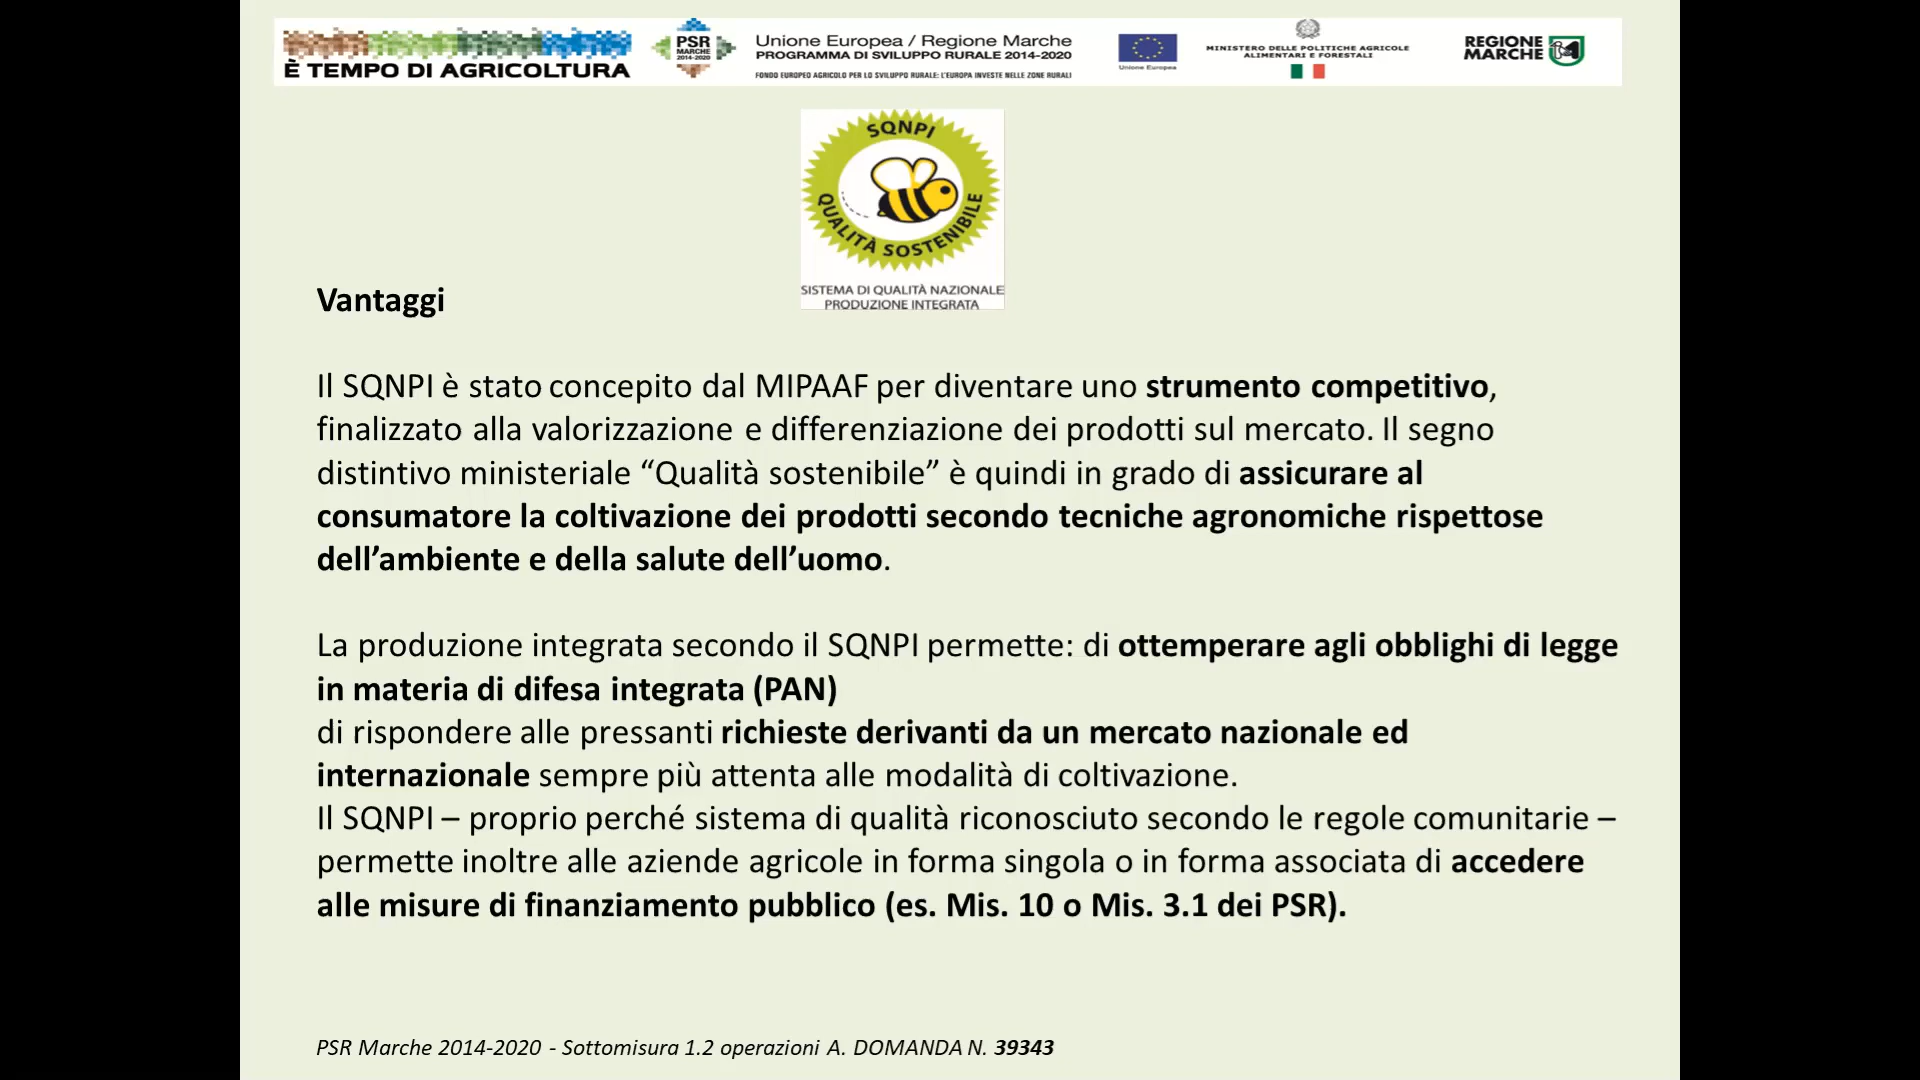 È TEMPO DI AGRICOLTURA
PSR
MARCHE
2014-2020
Unione Europea / Regione Marche
PROGRAMMA DI SVILUPPO RURALE 2014-2020
FONDO EUROPEO AGRICOLO PER LO SVILUPPO RURALE: L'EUROPA INVESTE NELLE ZONE RURALI
Unione Europea
MINISTERO DELLE POLITICHE AGRICOLE
ALIMENTARI E FORESTALI
REGIONE
MARCHE
SQNPI
QUALITÀ SOSTENIBILE
SISTEMA DI QUALITÀ NAZIONALE
PRODUZIONE INTEGRATA
Vantaggi
Il SQNPI è stato concepito dal MIPAAF per diventare uno strumento competitivo,
finalizzato alla valorizzazione e differenziazione dei prodotti sul mercato. Il segno
distintivo ministeriale “Qualità sostenibile” è quindi in grado di assicurare al
consumatore la coltivazione dei prodotti secondo tecniche agronomiche rispettose
dell’ambiente e della salute dell’uomo.
La produzione integrata secondo il SQNPI permette: di ottemperare agli obblighi di legge
in materia di difesa integrata (PAN)
di rispondere alle pressanti richieste derivanti da un mercato nazionale ed
internazionale sempre più attenta alle modalità di coltivazione.
Il SQNPI – proprio perché sistema di qualità riconosciuto secondo le regole comunitarie –
permette inoltre alle aziende agricole in forma singola o in forma associata di accedere
alle misure di finanziamento pubblico (es. Mis. 10 o Mis. 3.1 dei PSR).
PSR Marche 2014-2020 - Sottomisura 1.2 operazioni A. DOMANDA N. 39343